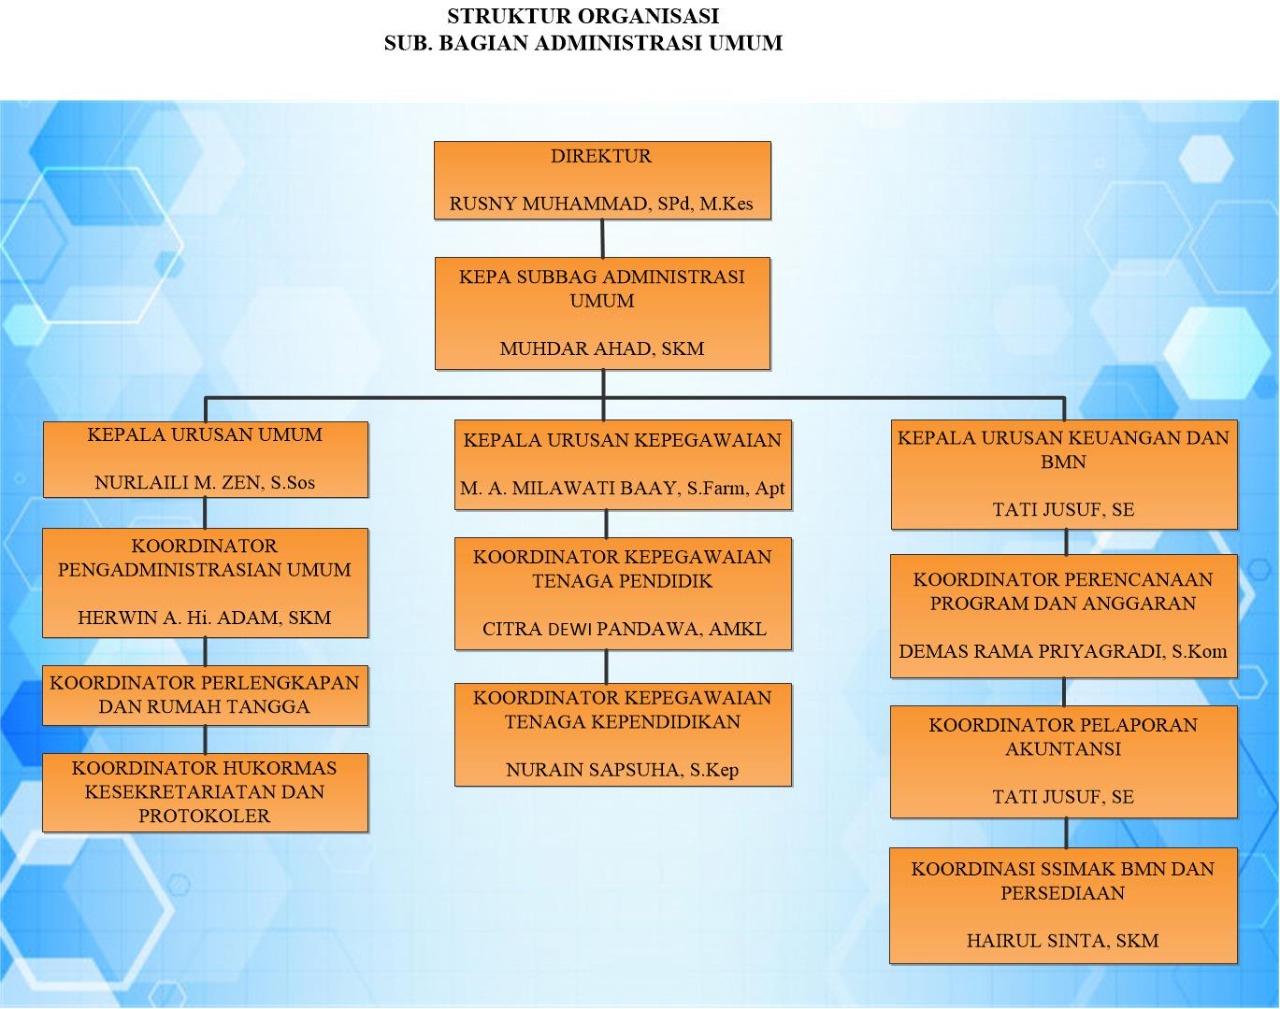 STRUKTUR ORGANISASI
SUB. BAGIAN ADMINISTRASI UMUM
DIREKTUR
RUSNY MUHAMMAD, SPd, M.Kes
KEPA SUBBAG ADMINISTRASI
UMUM
MUHDAR AHAD, SKM
KEPALA URUSAN UMUM
NURLAILI M. ZEN, S.Sos
KOORDINATOR
PENGADMINISTRASIAN UMUM
HERWIN A. Hi. ADAM, SKM
KOORDINATOR PERLENGKAPAN
DAN RUMAH TANGGA
KOORDINATOR HUKORMAS
KESEKRETARIATAN DAN
PROTOKOLER
KEPALA URUSAN KEPEGAWAIAN
M. A. MILAWATI BAAY, S.Farm, Apt
KOORDINATOR KEPEGAWAIAN
TENAGA PENDIDIK
CITRA DEWI PANDAWA, AMKL
KOORDINATOR KEPEGAWAIAN
TENAGA KEPENDIDIKAN
NURAIN SAPSUHA, S.Kep
KEPALA URUSAN KEUANGAN DAN
BMN
TATI JUSUF, SE
KOORDINATOR PERENCANAAN
PROGRAM DAN ANGGARAN
DEMAS RAMA PRIYAGRADI, S.Kom
KOORDINATOR PELAPORAN
AKUNTANSI
TATI JUSUF, SE
KOORDINASI SSIMAK BMN DAN
PERSEDIAAN
HAIRUL SINTA, SKM